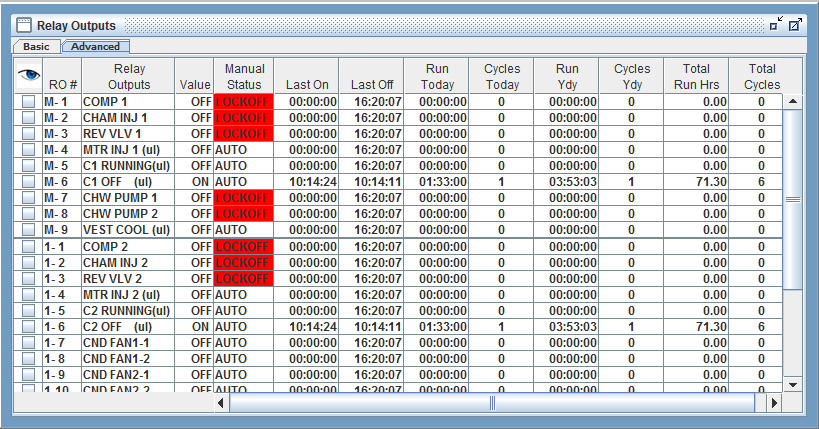 Relay Outputs
Basic Advanced
RO # Relay Outputs Value Manual Status Last On Last Off Run Today Cycles Today Run Ydy Cycles Ydy Total Run Hrs Total Cycles
M- 1 COMP 1 OFF LOCKOFF 00:00:00 16:20:07 00:00:00 0 00:00:00 0 0.00 0
M- 2 CHAM INJ 1 OFF LOCKOFF 00:00:00 16:20:07 00:00:00 0 00:00:00 0 0.00 0
M- 3 REV VLV 1 OFF LOCKOFF 00:00:00 16:20:07 00:00:00 0 00:00:00 0 0.00 0
M- 4 MTR INJ 1 (ul) OFF AUTO 00:00:00 16:20:07 00:00:00 0 00:00:00 0 0.00 0
M- 5 C1 RUNNING(ul) OFF AUTO 00:00:00 16:20:07 00:00:00 0 00:00:00 0 0.00 0
M- 6 C1 OFF (ul) ON AUTO 10:14:24 10:14:11 01:33:00 1 03:53:03 1 71.30 6
M- 7 CHW PUMP 1 OFF LOCKOFF 00:00:00 16:20:07 00:00:00 0 00:00:00 0 0.00 0
M- 8 CHW PUMP 2 OFF LOCKOFF 00:00:00 16:20:07 00:00:00 0 00:00:00 0 0.00 0
M- 9 VEST COOL (ul) OFF AUTO 00:00:00 16:20:07 00:00:00 0 00:00:00 0 0.00 0
1- 1 COMP 2 OFF LOCKOFF 00:00:00 16:20:07 00:00:00 0 00:00:00 0 0.00 0
1- 2 CHAM INJ 2 OFF LOCKOFF 00:00:00 16:20:07 00:00:00 0 00:00:00 0 0.00 0
1- 3 REV VLV 2 OFF LOCKOFF 00:00:00 16:20:07 00:00:00 0 00:00:00 0 0.00 0
1- 4 MTR INJ 2 (ul) OFF AUTO 00:00:00 16:20:07 00:00:00 0 00:00:00 0 0.00 0
1- 5 C2 RUNNING(ul) OFF AUTO 00:00:00 16:20:07 00:00:00 0 00:00:00 0 0.00 0
1- 6 C2 OFF (ul) ON AUTO 10:14:24 10:14:11 01:33:00 1 03:53:03 1 71.30 6
1- 7 CND FAN1-1 OFF AUTO 00:00:00 16:20:07 00:00:00 0 00:00:00 0 0.00 0
1- 8 CND FAN1-2 OFF AUTO 00:00:00 16:20:07 00:00:00 0 00:00:00 0 0.00 0
1- 9 CND FAN2-1 OFF AUTO 00:00:00 16:20:07 00:00:00 0 00:00:00 0 0.00 0
1-10 CND FAN2-2 OFF AUTO 00:00:00 16:20:07 00:00:00 0 00:00:00 0 0.00 0